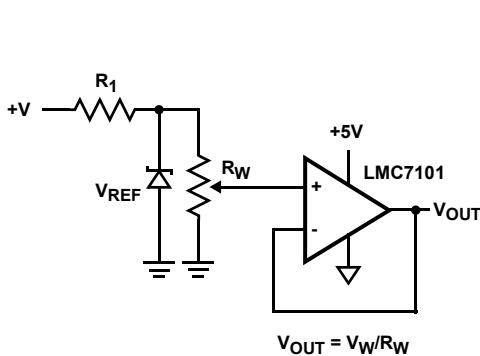 R1
+V
+5V
RW
LMC7101
+
VREF
VOUT
-
VOUT = VW/RW